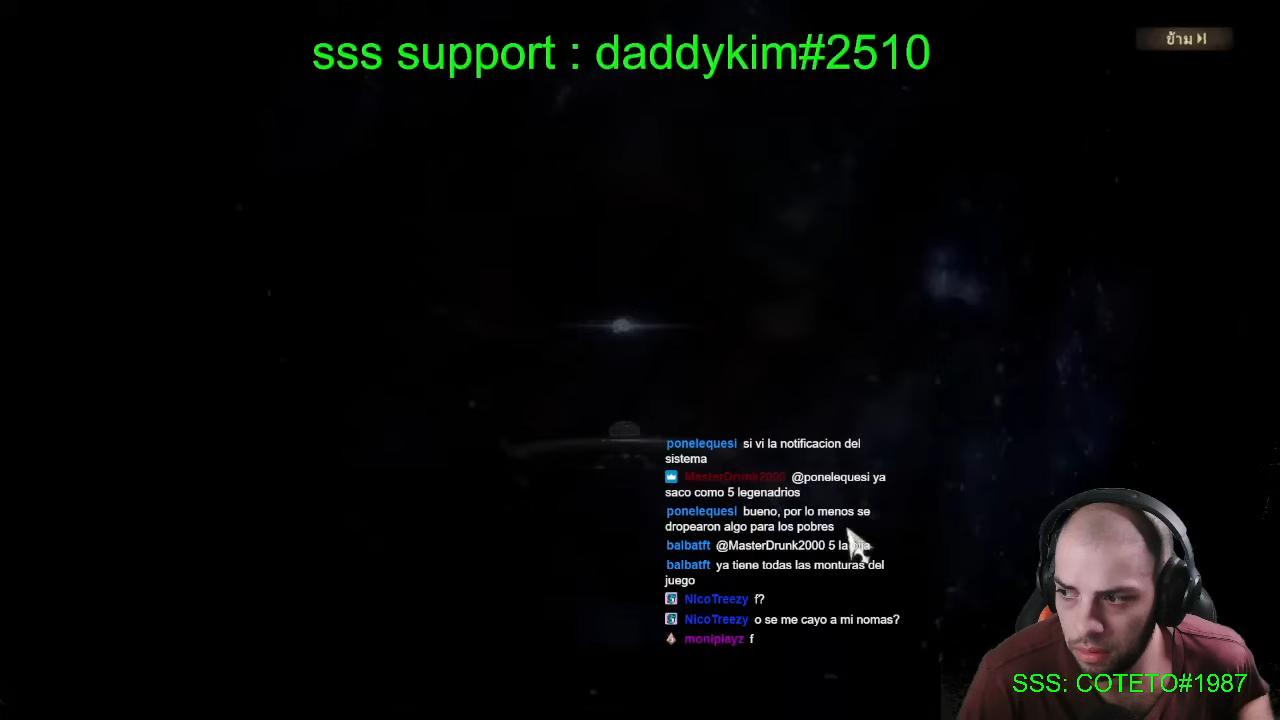 sss support : daddykim#2510
ข้าม
ponelequesi si vi la notificacion del
sistema
MasterDrunk2000 @ponelequesi ya
saco como 5 legenadrios
ponelequesi bueno, por lo menos se
dropearon algo para los pobres
balbatft @MasterDrunk2000 5 la
balbatft ya tiene todas las monturas del
juego
NicoTreezy f?
NicoTreezy o se me cayo a mi nomas?
moniplayz f
SSS: COTETO#1987